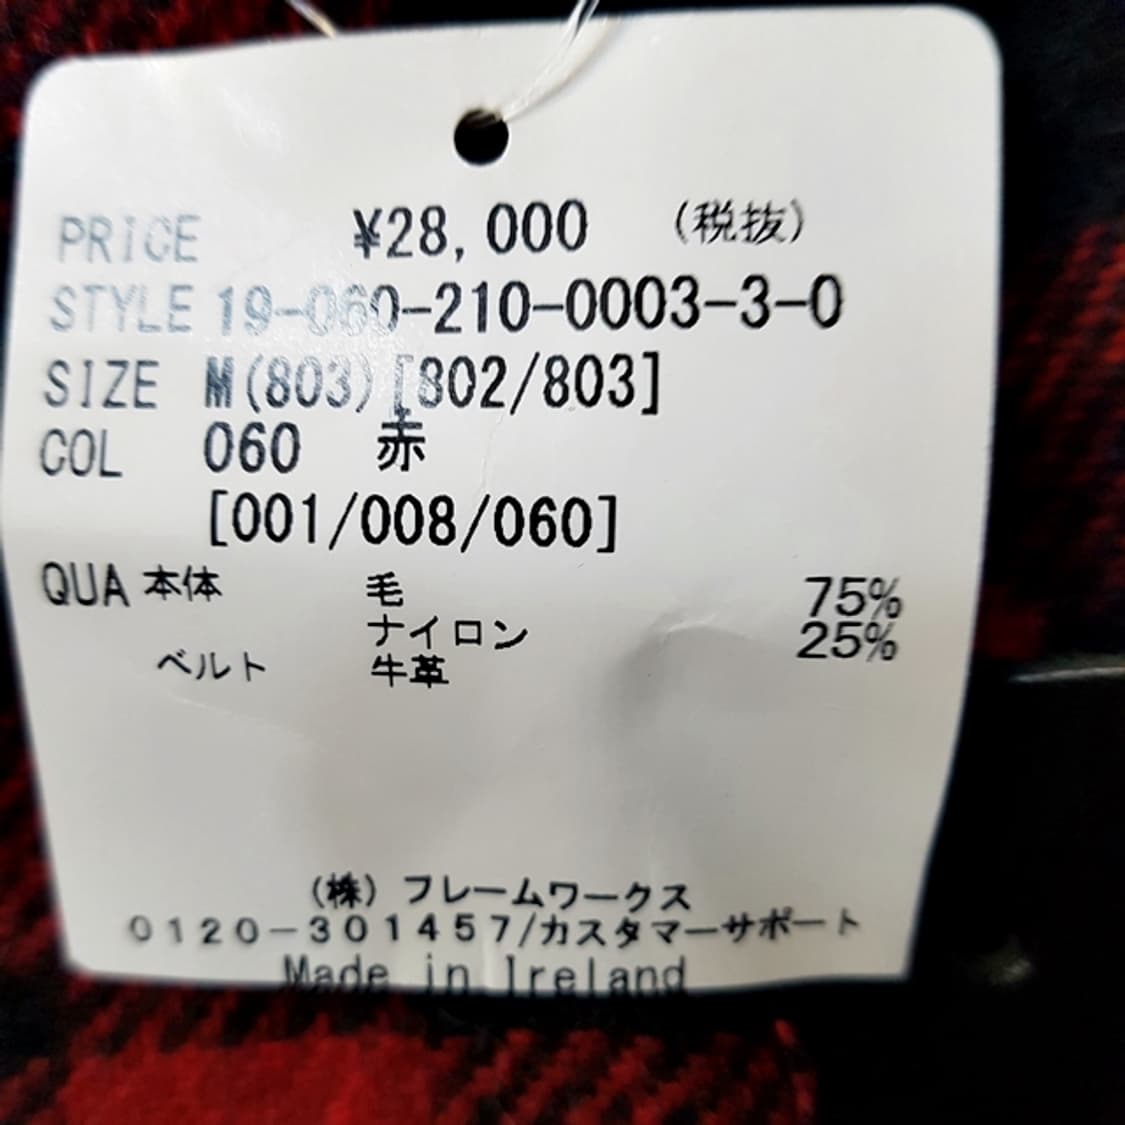 PRICE ¥28,000 (税抜)
STYLE 19-060-210-0003-3-0
SIZE M(803)[802/803]
COL 060 赤
[001/008/060]
QUA 本体 毛 75%
ナイロン 25%
ベルト 牛革
(株) フレームワークス
0120-301457/カスタマーサポート
Made in Ireland